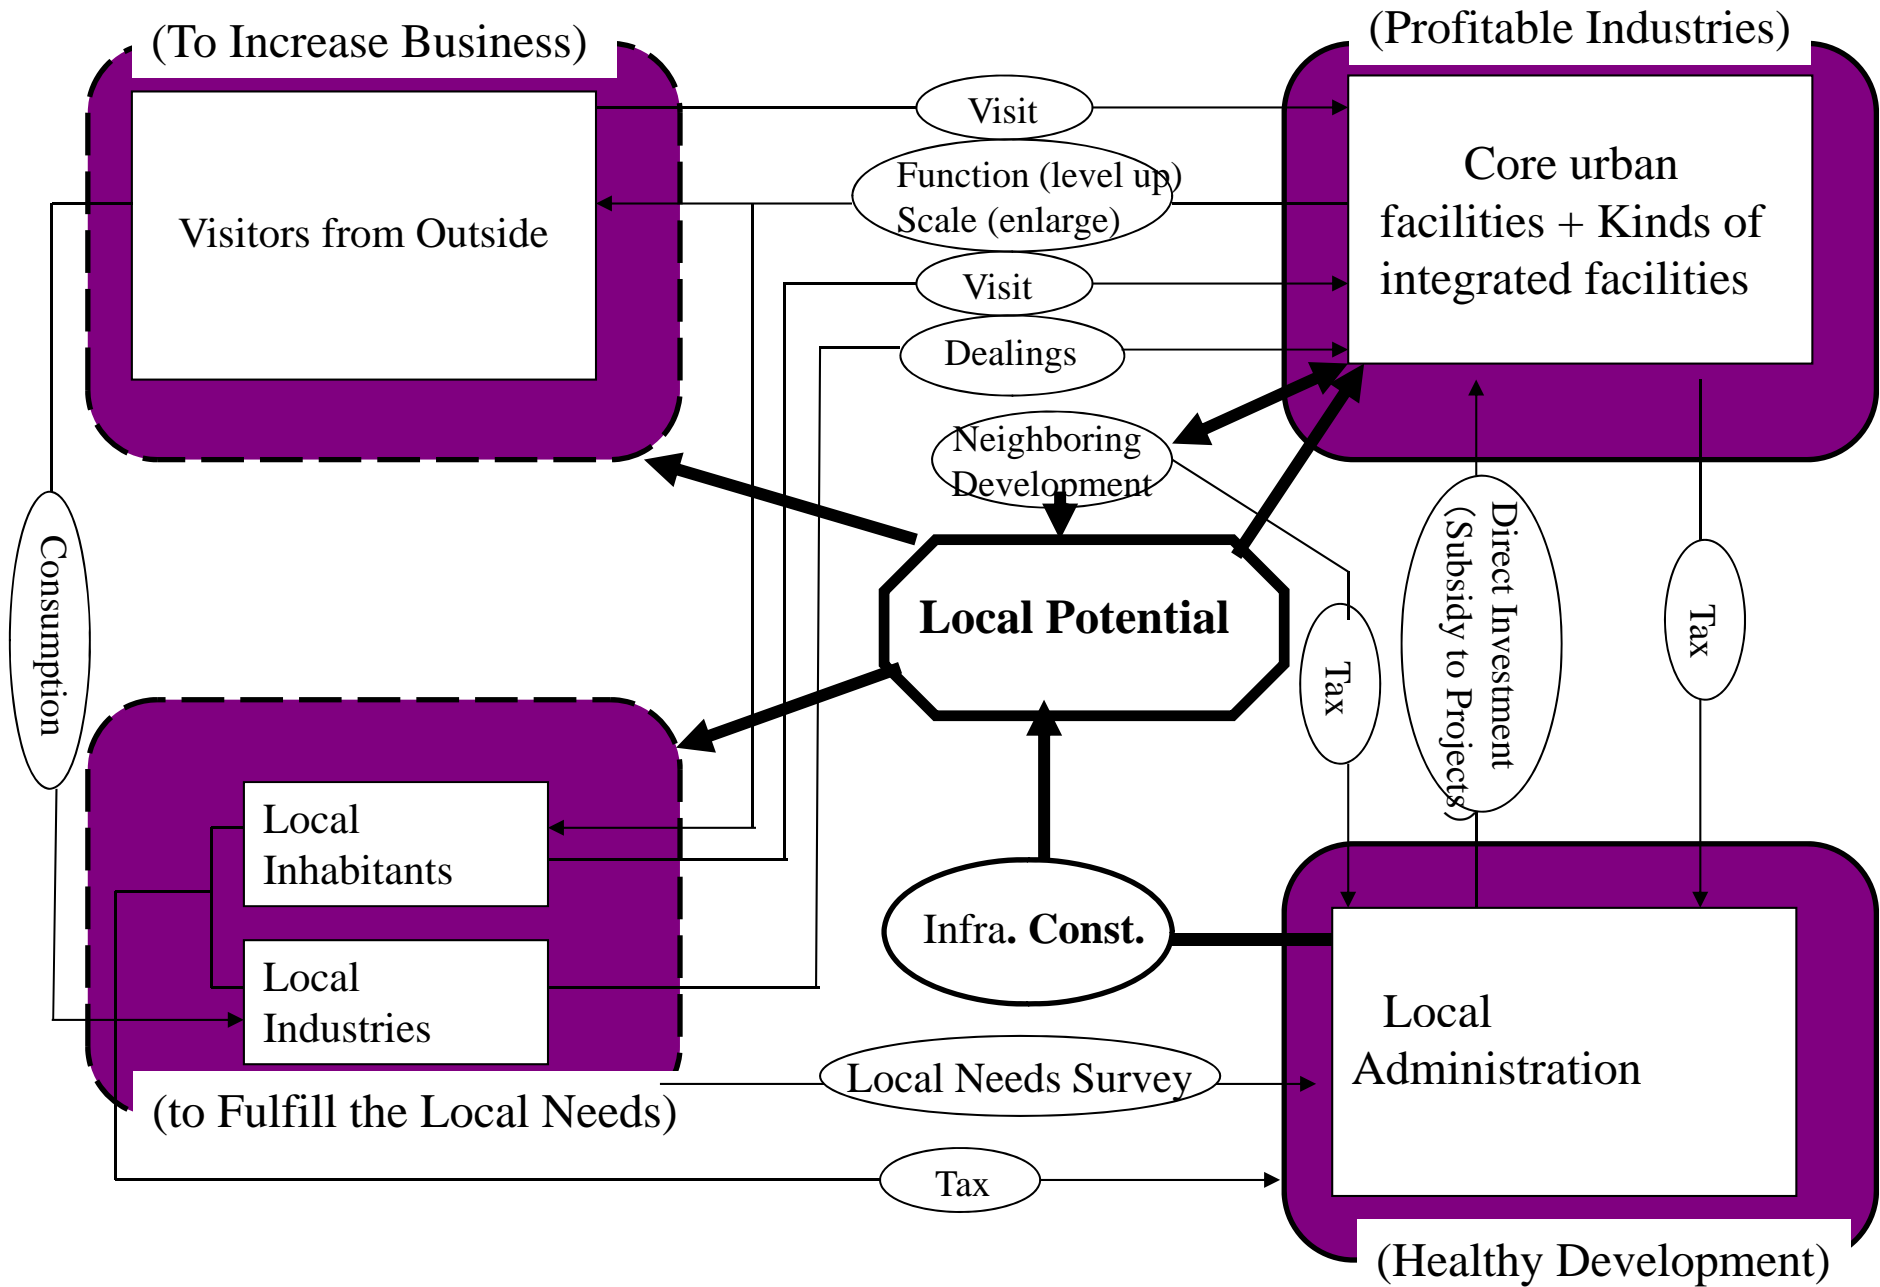 (To Increase Business)
(Profitable Industries)
Visit
Function (level up)
Scale (enlarge)
Visit
Dealings
Visitors from Outside
Core urban
facilities + Kinds of
integrated facilities
Neighboring
Development
Consumption
Local Potential
Tax
Direct Investment
(Subsidy to Projects)
Tax
Local
Inhabitants
Local
Industries
Infra. Const.
Local
Administration
Local Needs Survey
(to Fulfill the Local Needs)
Tax
(Healthy Development)